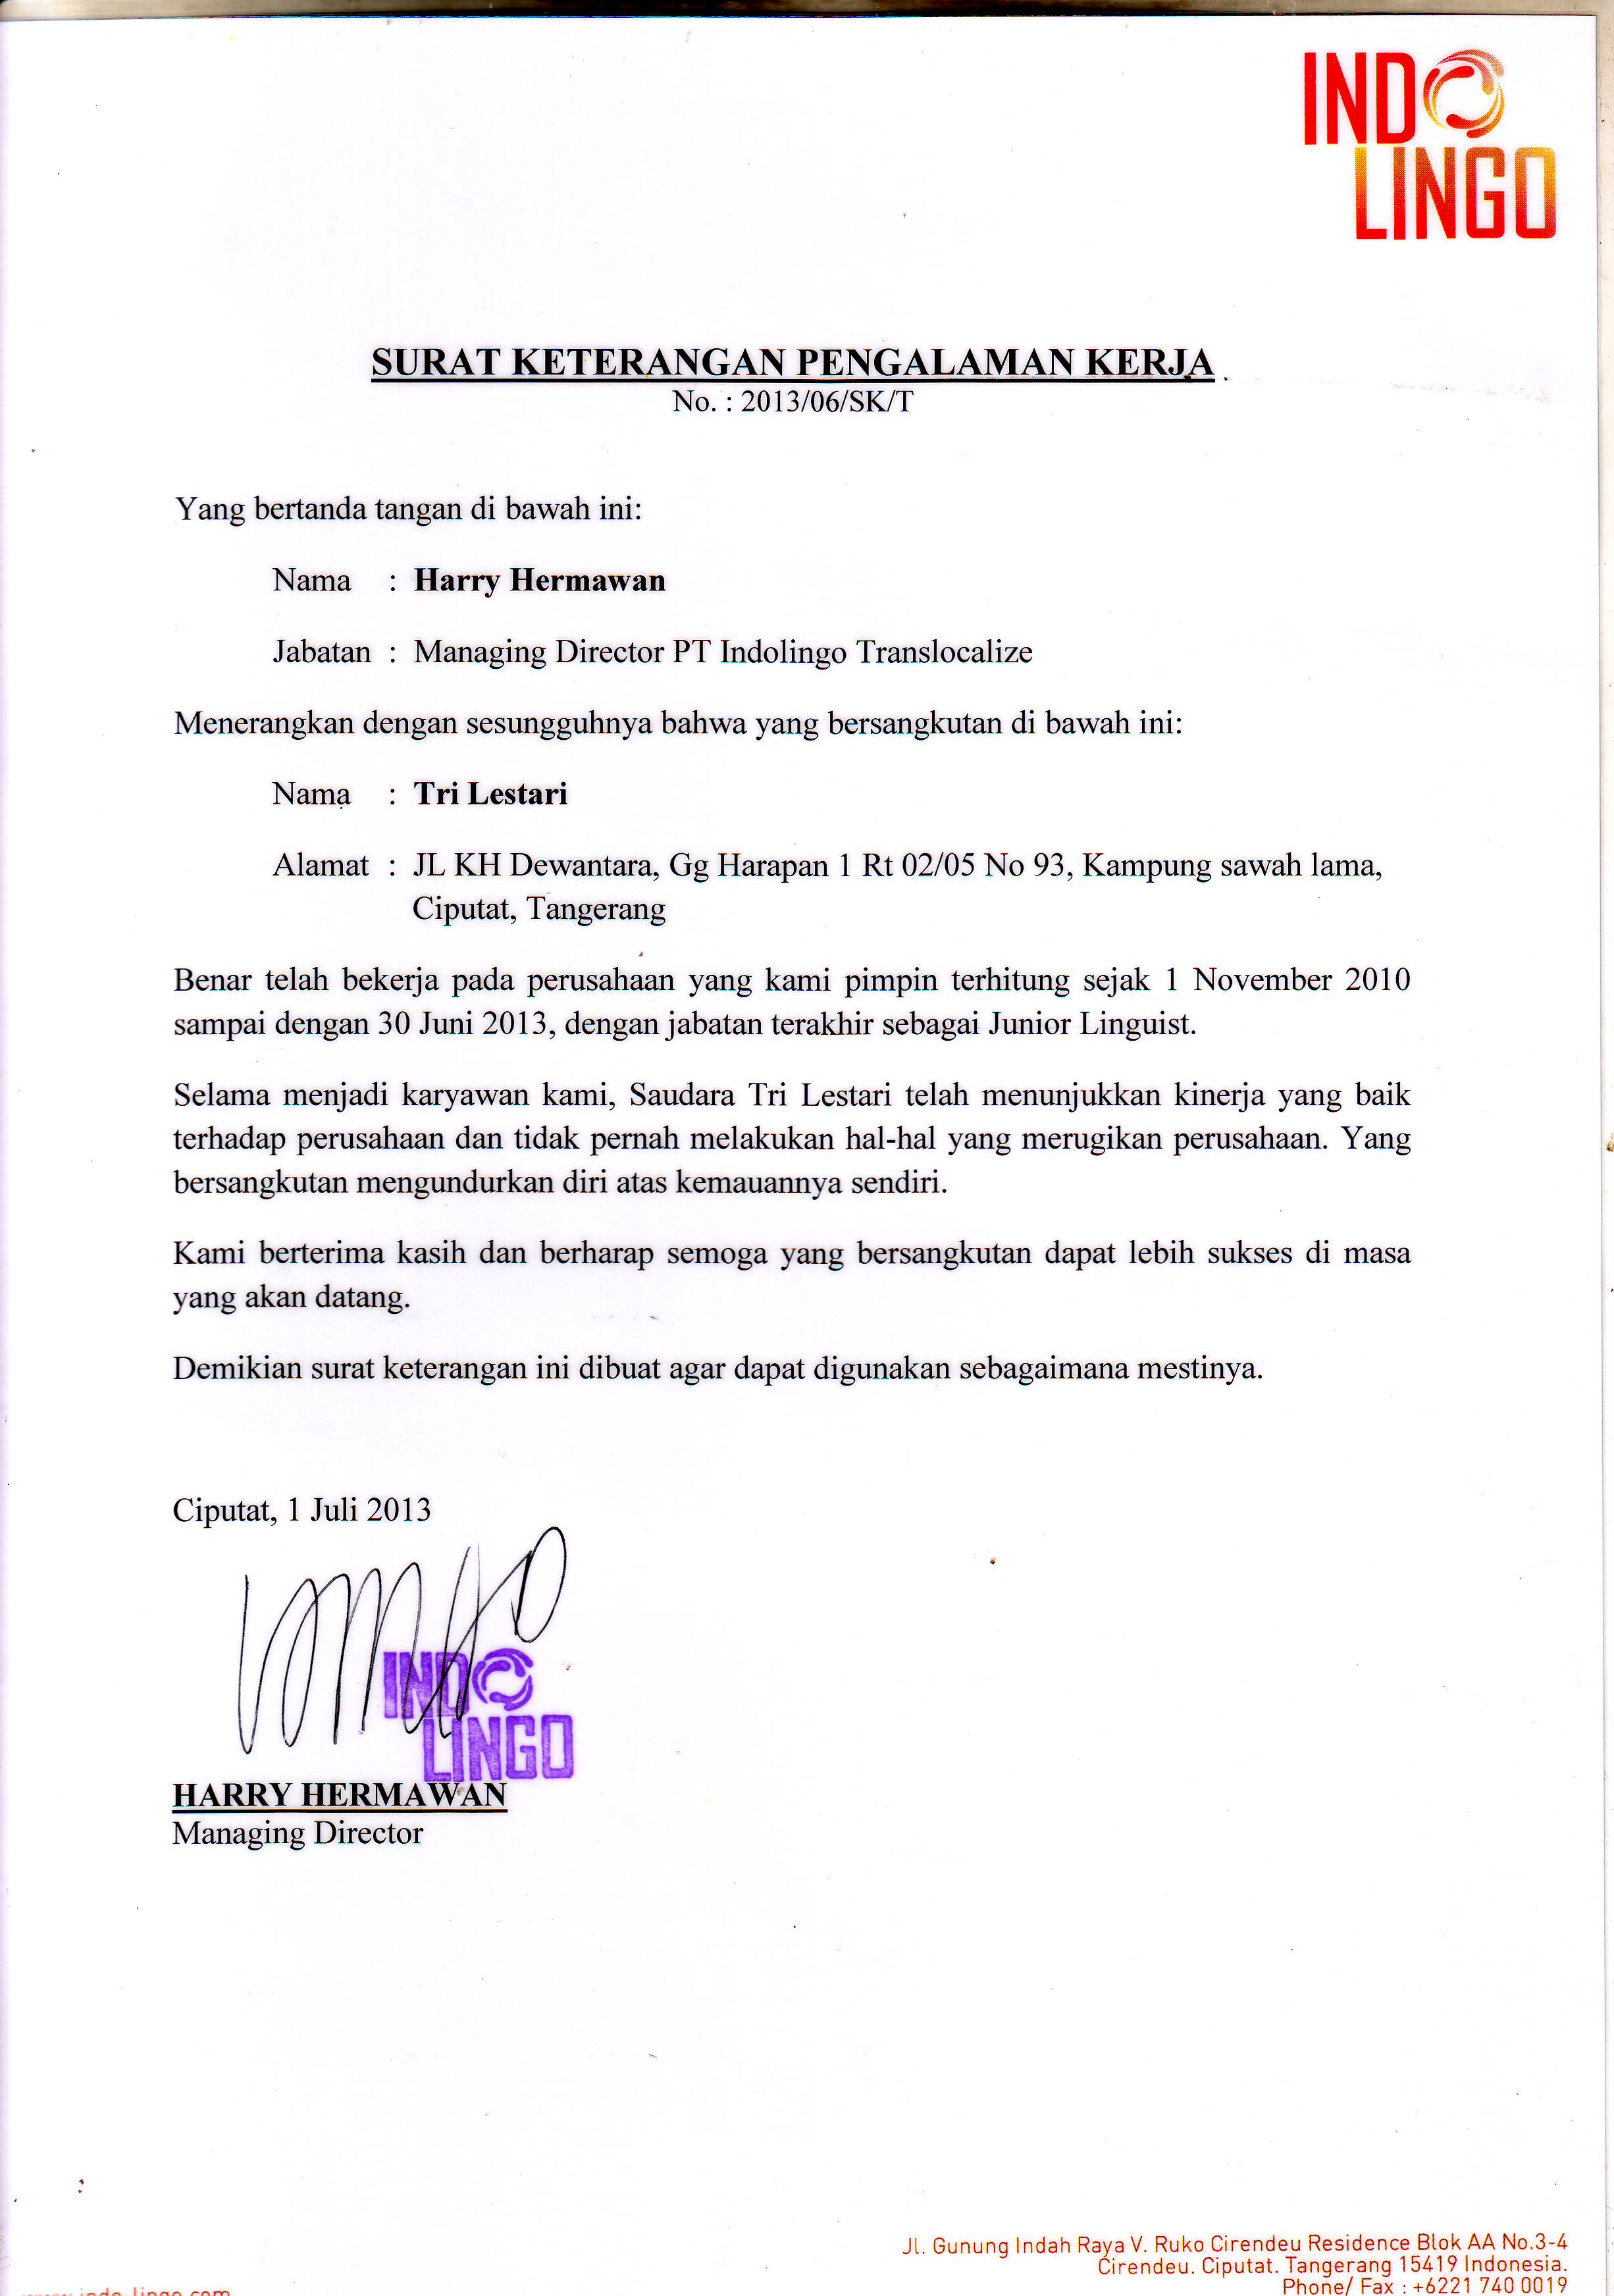 INDO
LINGO
SURAT KETERANGAN PENGALAMAN KERJA
No. : 2013/06/SK/T
Yang bertanda tangan di bawah ini:
Nama : Harry Hermawan
Jabatan : Managing Director PT Indolingo Translocalize
Menerangkan dengan sesungguhnya bahwa yang bersangkutan di bawah ini:
Nama : Tri Lestari
Alamat : JL KH Dewantara, Gg Harapan 1 Rt 02/05 No 93, Kampung sawah lama,
Ciputat, Tangerang
Benar telah bekerja pada perusahaan yang kami pimpin terhitung sejak 1 November 2010
sampai dengan 30 Juni 2013, dengan jabatan terakhir sebagai Junior Linguist.
Selama menjadi karyawan kami, Saudara Tri Lestari telah menunjukkan kinerja yang baik
terhadap perusahaan dan tidak pernah melakukan hal-hal yang merugikan perusahaan. Yang
bersangkutan mengundurkan diri atas kemauannya sendiri.
Kami berterima kasih dan berharap semoga yang bersangkutan dapat lebih sukses di masa
yang akan datang.
Demikian surat keterangan ini dibuat agar dapat digunakan sebagaimana mestinya.
Ciputat, 1 Juli 2013
INDO
LINGO
HARRY HERMAWAN
Managing Director
Jl. Gunung Indah Raya V. Ruko Cirendeu Residence Blok AA No.3-4
Cirendeu. Ciputat. Tangerang 15419 Indonesia.
Phone/ Fax : +6221 740 0019